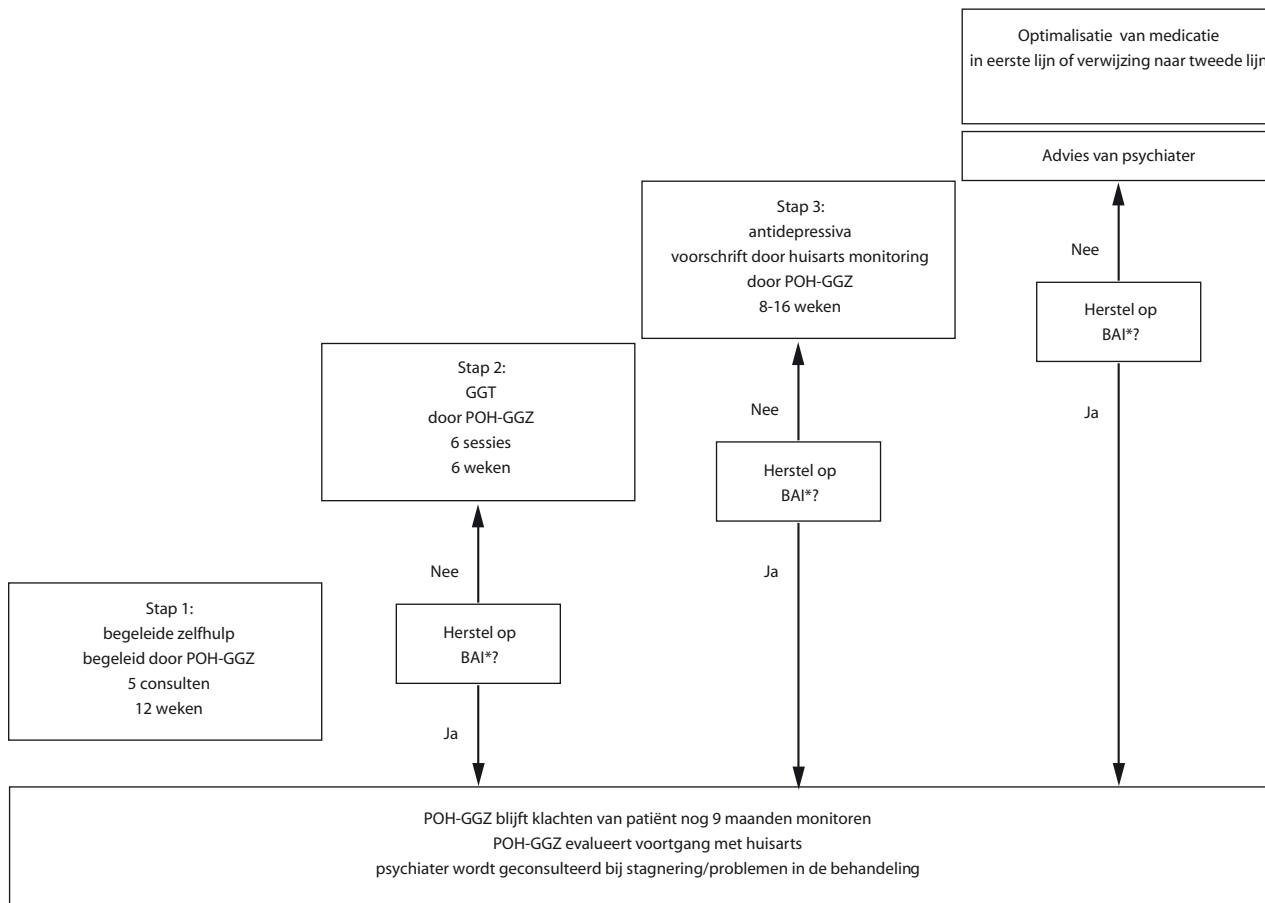 Optimalisatie van medicatie
in eerste lijn of verwijzing naar tweede lijn
Advies van psychiater
Nee
Herstel op
BAI*?
Ja
Stap 3:
antidepressiva
voorschrift door huisarts monitoring
door POH-GGZ
8-16 weken
Nee
Herstel op
BAI*?
Ja
Stap 2:
GGT
door POH-GGZ
6 sessies
6 weken
Nee
Herstel op
BAI*?
Ja
Stap 1:
begeleide zelfhulp
begeleid door POH-GGZ
5 consulten
12 weken
POH-GGZ blijft klachten van patiënt nog 9 maanden monitoren
POH-GGZ evalueert voortgang met huisarts
psychiater wordt geconsulteerd bij stagnering/problemen in de behandeling